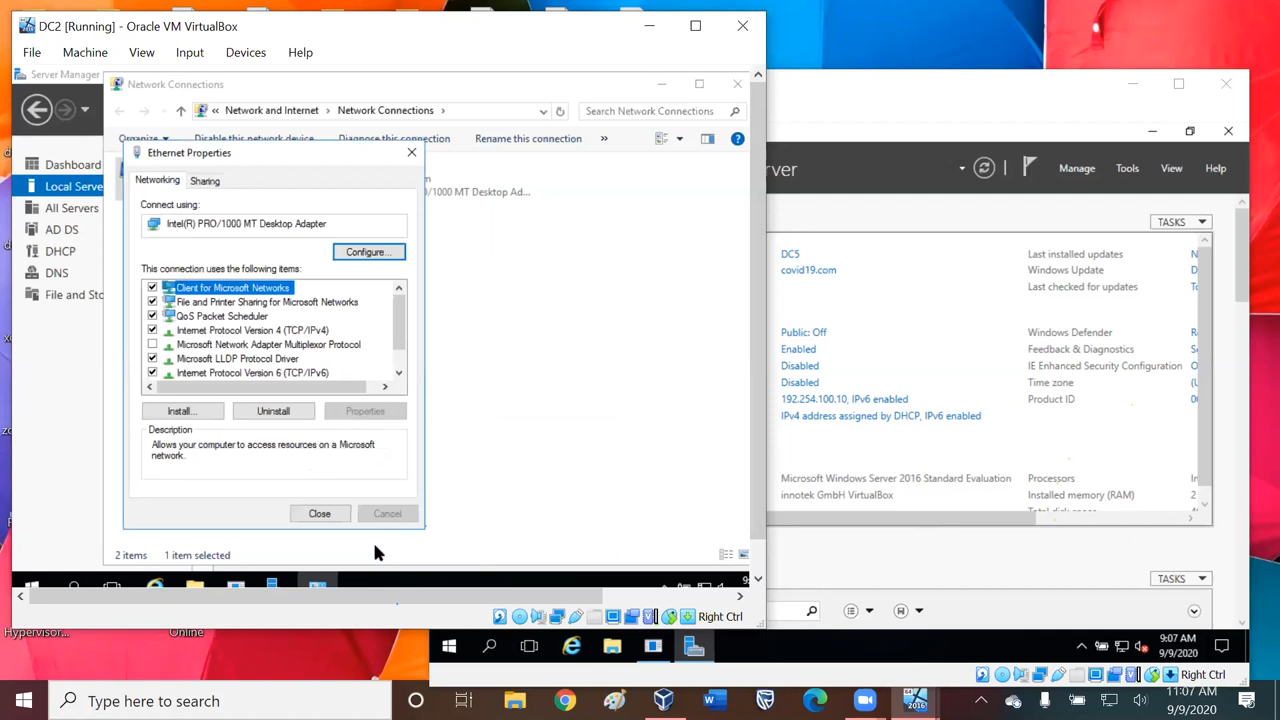 DC2 [Running] - Oracle VM VirtualBox
File Machine View Input Devices Help
Server Manager
Network Connections
« Network and Internet > Network Connections >
Search Network Connections
Organize Disable this network device Diagnose this connection Rename this connection »
Ethernet Properties
Networking Sharing
Connect using:
Intel(R) PRO/1000 MT Desktop Adapter
Configure...
This connection uses the following items:
Client for Microsoft Networks
File and Printer Sharing for Microsoft Networks
QoS Packet Scheduler
Internet Protocol Version 4 (TCP/IPv4)
Microsoft Network Adapter Multiplexor Protocol
Microsoft LLDP Protocol Driver
Internet Protocol Version 6 (TCP/IPv6)
Install... Uninstall Properties
Description
Allows your computer to access resources on a Microsoft
network.
Close Cancel
Dashboard
Local Serve
All Servers
AD DS
DHCP
DNS
File and Sto
/1000 MT Desktop Ad...
2 items 1 item selected
Right Ctrl
rver
Manage Tools View Help
TASKS
DC5
covid19.com
Last installed updates
Windows Update
Last checked for updates
Public: Off
Enabled
Disabled
Disabled
192.254.100.10, IPv6 enabled
IPv4 address assigned by DHCP, IPv6 enabled
Windows Defender
Feedback & Diagnostics
IE Enhanced Security Configuration
Time zone
Product ID
Microsoft Windows Server 2016 Standard Evaluation
innotek GmbH VirtualBox
Processors
Installed memory (RAM)
2
TASKS
9:07 AM
9/9/2020
Right Ctrl
Hypervisor...
Online
Type here to search
11:07 AM
9/9/2020